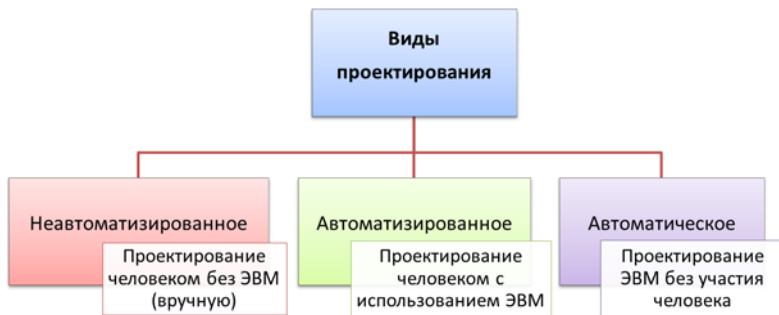 Виды
проектирования
Неавтоматизированное
Проектирование
человеком без ЭВМ
(вручную)
Автоматизированное
Проектирование
человеком с
использованием ЭВМ
Автоматическое
Проектирование
ЭВМ без участия
человека